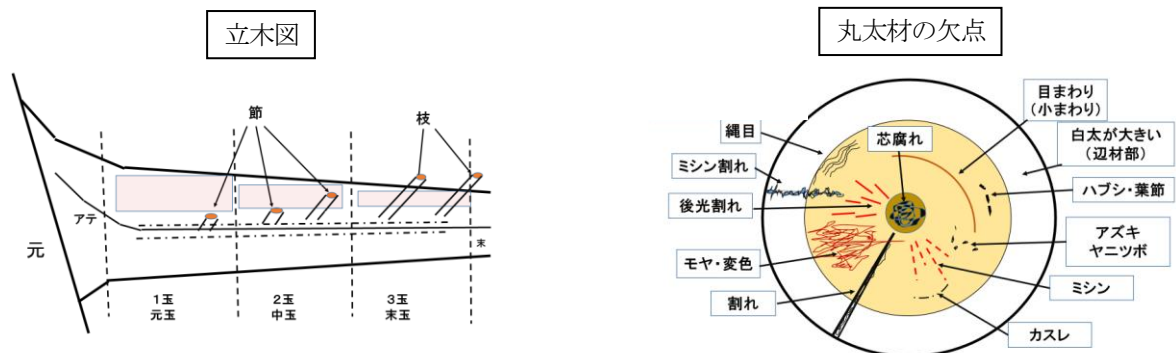 立木図
節
枝
アテ
元
末
1玉
元玉
2玉
中玉
3玉
末玉
丸太材の欠点
目まわり
(小まわり)
縄目
芯腐れ
白太が大きい
(辺材部)
ミシン割れ
ハブシ・葉節
後光割れ
アズキ
ヤニツボ
モヤ・変色
ミシン
割れ
カスレ